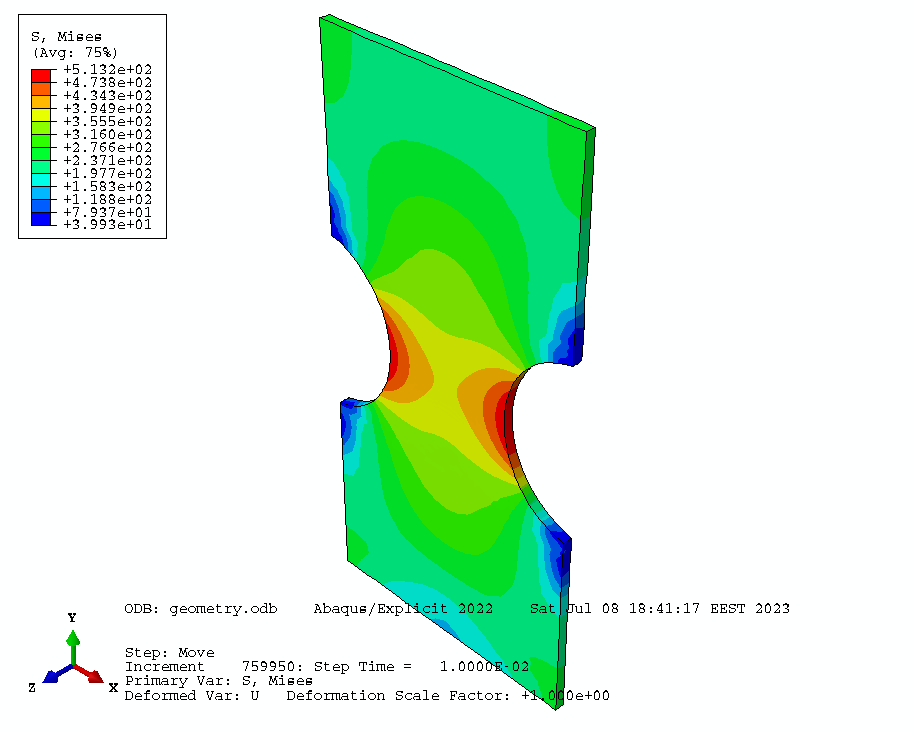 S, Mises
(Avg: 75%)
+5.132e+02
+4.738e+02
+4.343e+02
+3.949e+02
+3.555e+02
+3.160e+02
+2.766e+02
+2.371e+02
+1.977e+02
+1.583e+02
+1.188e+02
+7.937e+01
+3.993e+01
ODB: geometry.odb Abaqus/Explicit 2022 Sat Jul 08 18:41:17 EEST 2023
Y
Z
X
Step: Move
Increment 759950: Step Time = 1.0000E-02
Primary Var: S, Mises
Deformed Var: U Deformation Scale Factor: +1.000e+00